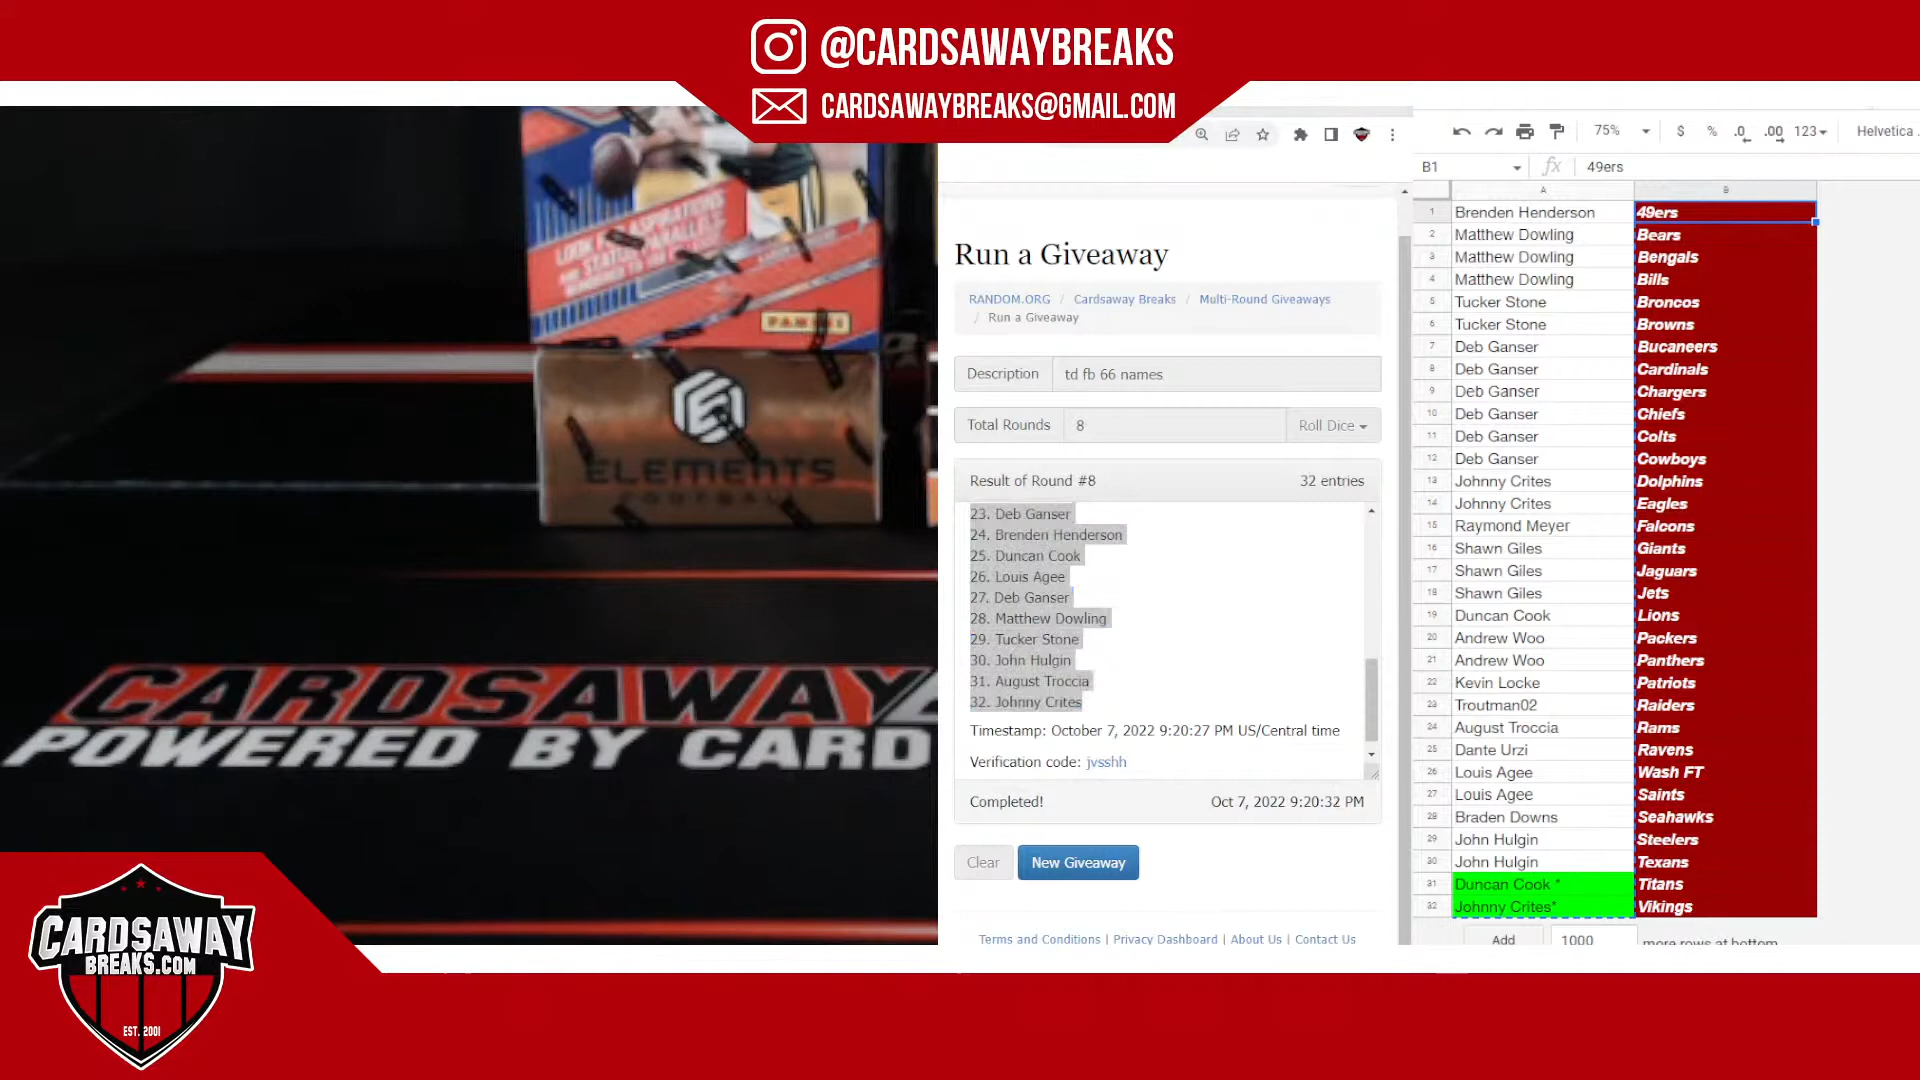 @CARDSAWAYBREAKS
CARDSAWAYBREAKS@GMAIL.COM
PANINI
ELEMENTS
FOOTBALL
CARDSAWAY
POWERED BY CARD
CARDSAWAY
BREAKS.COM
EST. 2001
Run a Giveaway
RANDOM.ORG / Cardsaway Breaks / Multi-Round Giveaways
/ Run a Giveaway
Description td fb 66 names
Total Rounds 8 Roll Dice
Result of Round #8 32 entries
23. Deb Ganser
24. Brenden Henderson
25. Duncan Cook
26. Louis Agee
27. Deb Ganser
28. Matthew Dowling
29. Tucker Stone
30. John Hulgin
31. August Troccia
32. Johnny Crites
Timestamp: October 7, 2022 9:20:27 PM US/Central time
Verification code: jvsshh
Completed! Oct 7, 2022 9:20:32 PM
Clear New Giveaway
Terms and Conditions | Privacy Dashboard | About Us | Contact Us
75% $ % .0 .00 123 Helvetica
B1 fx 49ers
A B
1 Brenden Henderson 49ers
2 Matthew Dowling Bears
3 Matthew Dowling Bengals
4 Matthew Dowling Bills
5 Tucker Stone Broncos
6 Tucker Stone Browns
7 Deb Ganser Bucaneers
8 Deb Ganser Cardinals
9 Deb Ganser Chargers
10 Deb Ganser Chiefs
11 Deb Ganser Colts
12 Deb Ganser Cowboys
13 Johnny Crites Dolphins
14 Johnny Crites Eagles
15 Raymond Meyer Falcons
16 Shawn Giles Giants
17 Shawn Giles Jaguars
18 Shawn Giles Jets
19 Duncan Cook Lions
20 Andrew Woo Packers
21 Andrew Woo Panthers
22 Kevin Locke Patriots
23 Troutman02 Raiders
24 August Troccia Rams
25 Dante Urzi Ravens
26 Louis Agee Wash FT
27 Louis Agee Saints
28 Braden Downs Seahawks
29 John Hulgin Steelers
30 John Hulgin Texans
31 Duncan Cook * Titans
32 Johnny Crites* Vikings
Add 1000 more rows at bottom